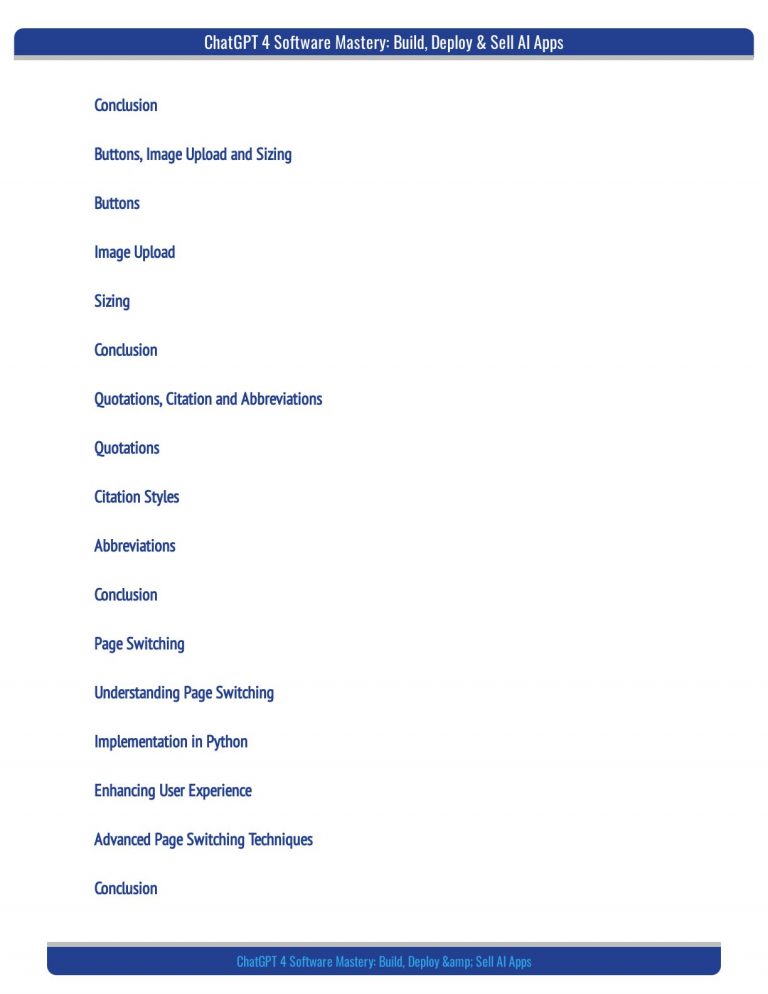 ChatGPT 4 Software Mastery: Build, Deploy & Sell AI Apps
Conclusion
Buttons, Image Upload and Sizing
Buttons
Image Upload
Sizing
Conclusion
Quotations, Citation and Abbreviations
Quotations
Citation Styles
Abbreviations
Conclusion
Page Switching
Understanding Page Switching
Implementation in Python
Enhancing User Experience
Advanced Page Switching Techniques
Conclusion
ChatGPT 4 Software Mastery: Build, Deploy &amp; Sell AI Apps